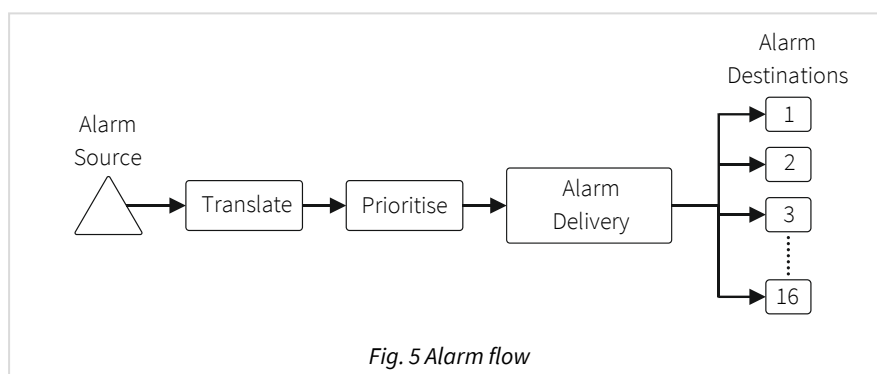 Alarm
Source
Translate
Prioritise
Alarm
Delivery
Alarm
Destinations
1
2
3
16
Fig. 5 Alarm flow